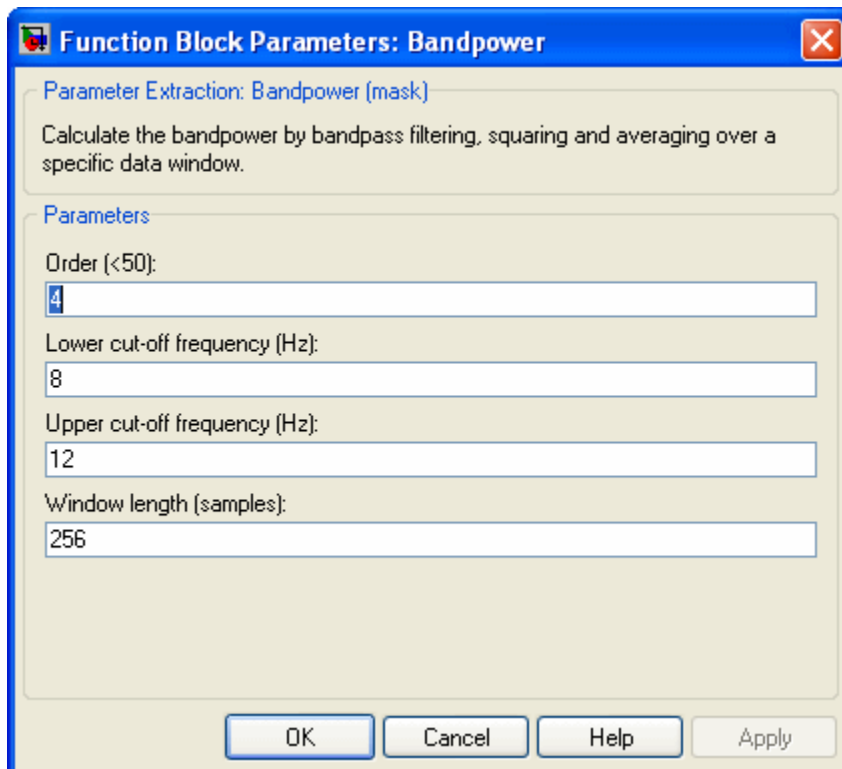 Function Block Parameters: Bandpower
Parameter Extraction: Bandpower (mask)
Calculate the bandpower by bandpass filtering, squaring and averaging over a
specific data window.
Parameters
Order (<50):
4
Lower cut-off frequency (Hz):
8
Upper cut-off frequency (Hz):
12
Window length (samples):
256
OK Cancel Help Apply